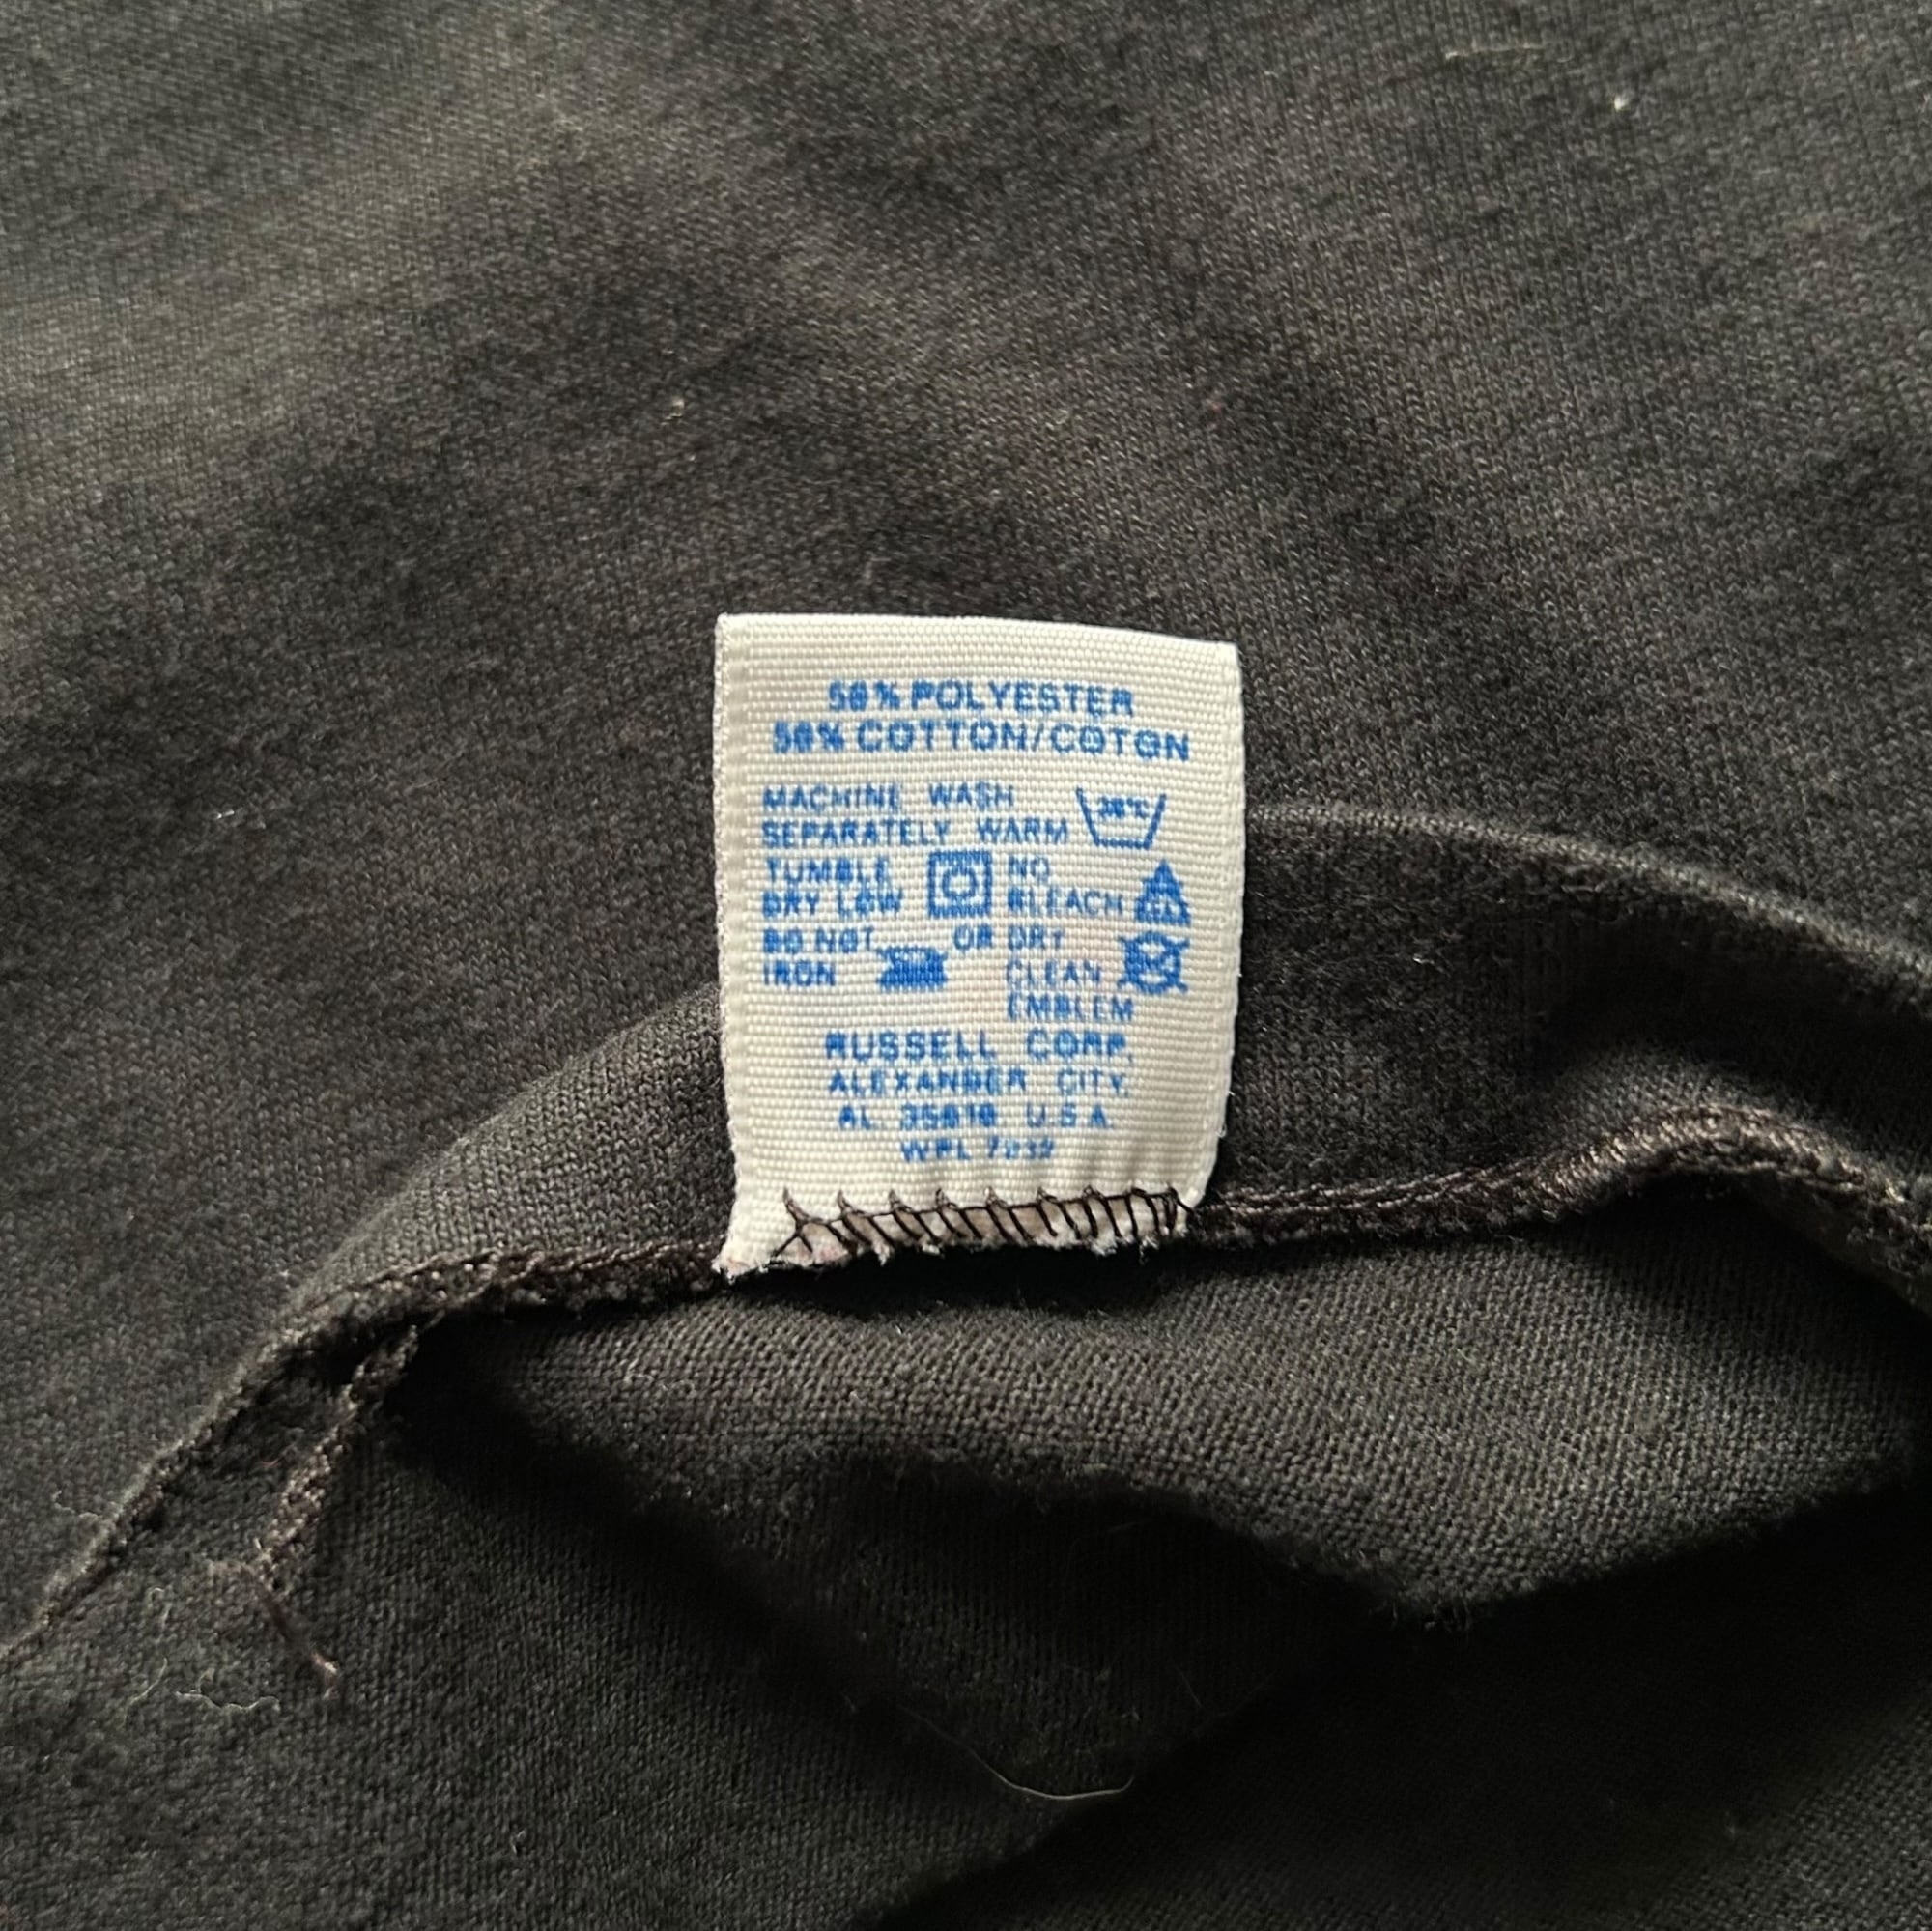 50% POLYESTER
50% COTTON/COTON
MACHINE WASH
SEPARATELY WARM
TUMBLE
DRY LOW
NO
BLEACH
DO NOT
IRON
OR DRY
CLEAN
EMBLEM
RUSSELL CORP.
ALEXANDER CITY,
AL 35010 U.S.A.
WPL